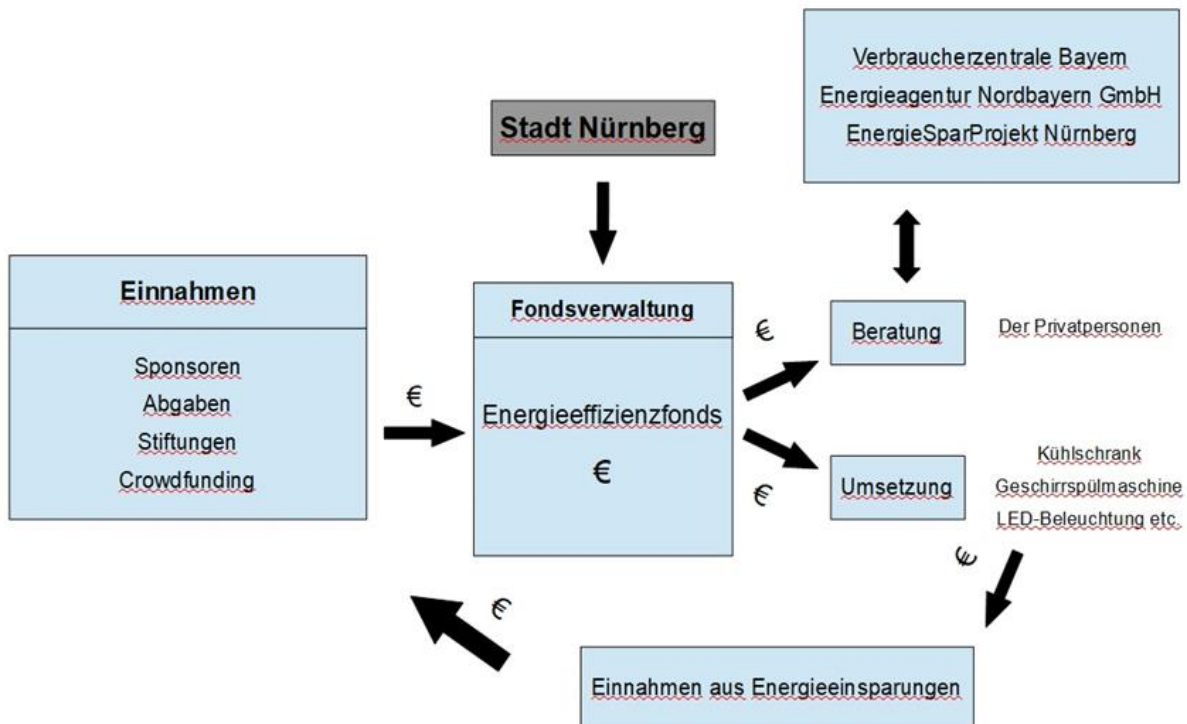 Verbraucherzentrale Bayern
Energieagentur Nordbayern GmbH
EnergieSparProjekt Nürnberg
Stadt Nürnberg
Einnahmen
Sponsoren
Abgaben
Stiftungen
Crowdfunding
€
Fondsverwaltung
Energieeffizienzfonds
€
€
Beratung
Der Privatpersonen
€
Umsetzung
Kühlschrank
Geschirrspülmaschine
LED-Beleuchtung etc.
€
€
Einnahmen aus Energieeinsparungen